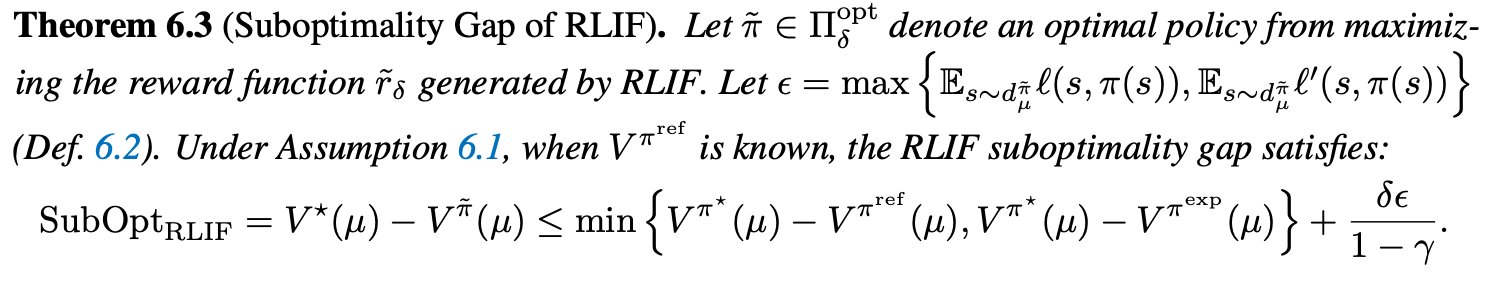 Theorem 6.3 (Suboptimality Gap of RLIF). Let π̃ ∈ Π_δ^opt denote an optimal policy from maximiz-
ing the reward function r̃_δ generated by RLIF. Let ϵ = max {𝔼_{s∼d_μ^π̃} ℓ(s, π(s)), 𝔼_{s∼d_μ^π̃} ℓ′(s, π(s))}
(Def. 6.2). Under Assumption 6.1, when V^{π^ref} is known, the RLIF suboptimality gap satisfies:
SubOpt_RLIF = V^⋆(μ) − V^π̃(μ) ≤ min {V^{π^⋆}(μ) − V^{π^ref}(μ), V^{π^⋆}(μ) − V^{π^exp}(μ)} + δϵ / (1 − γ).